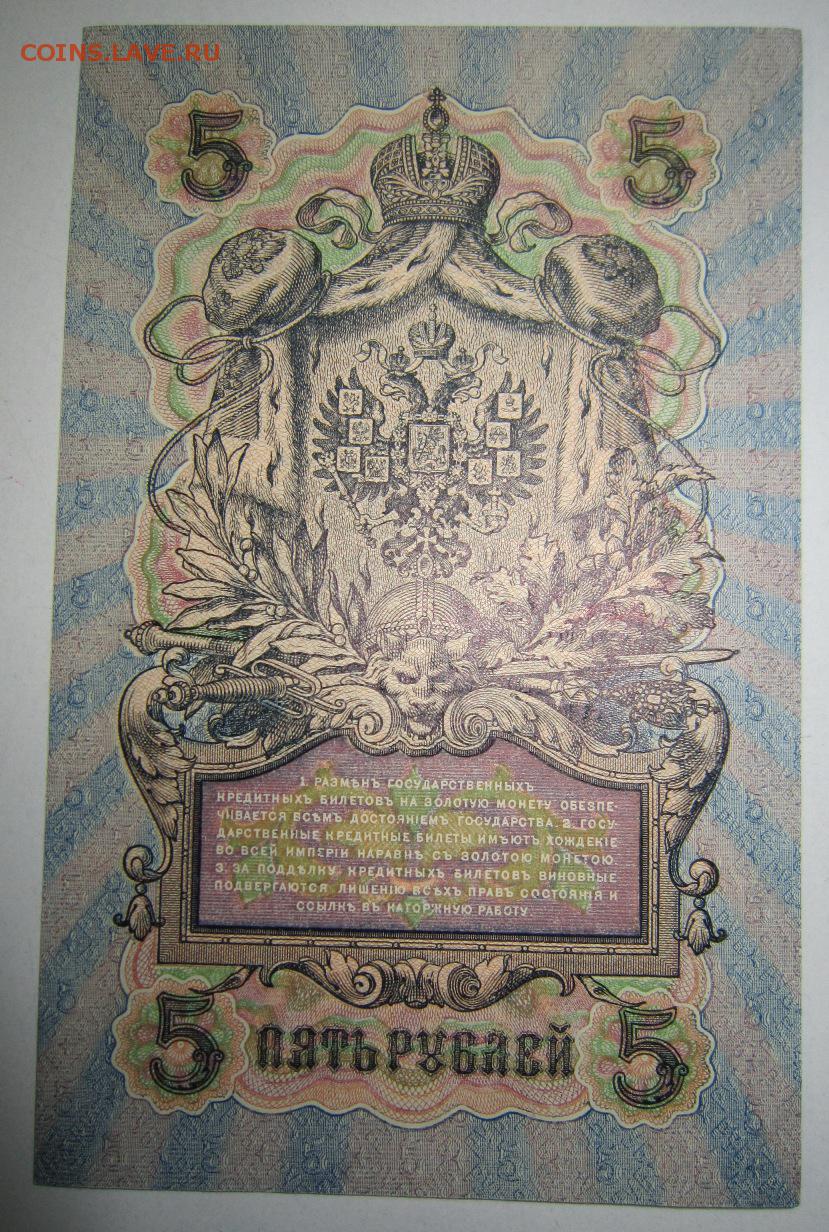 COINS.LAVE.РУ
5 5
1. РАЗМѢНЪ ГОСУДАРСТВЕННЫХЪ
КРЕДИТНЫХЪ БИЛЕТОВЪ НА ЗОЛОТУЮ МОНЕТУ ОБЕЗПЕ-
ЧИВАЕТСЯ ВСѢМЪ ДОСТОЯНІЕМЪ ГОСУДАРСТВА. 2. ГОСУ-
ДАРСТВЕННЫЕ КРЕДИТНЫЕ БИЛЕТЫ ИМѢЮТЪ ХОЖДЕНІЕ
ВО ВСЕЙ ИМПЕРІИ НАРАВНѢ СЪ ЗОЛОТОЮ МОНЕТОЮ.
3. ЗА ПОДДѢЛКУ КРЕДИТНЫХЪ БИЛЕТОВЪ ВИНОВНЫЕ
ПОДВЕРГАЮТСЯ ЛИШЕНІЮ ВСѢХЪ ПРАВЪ СОСТОЯНІЯ И
ССЫЛКѢ ВЪ КАТОРЖНУЮ РАБОТУ.
5 ПЯТЬ РУБЛЕЙ 5